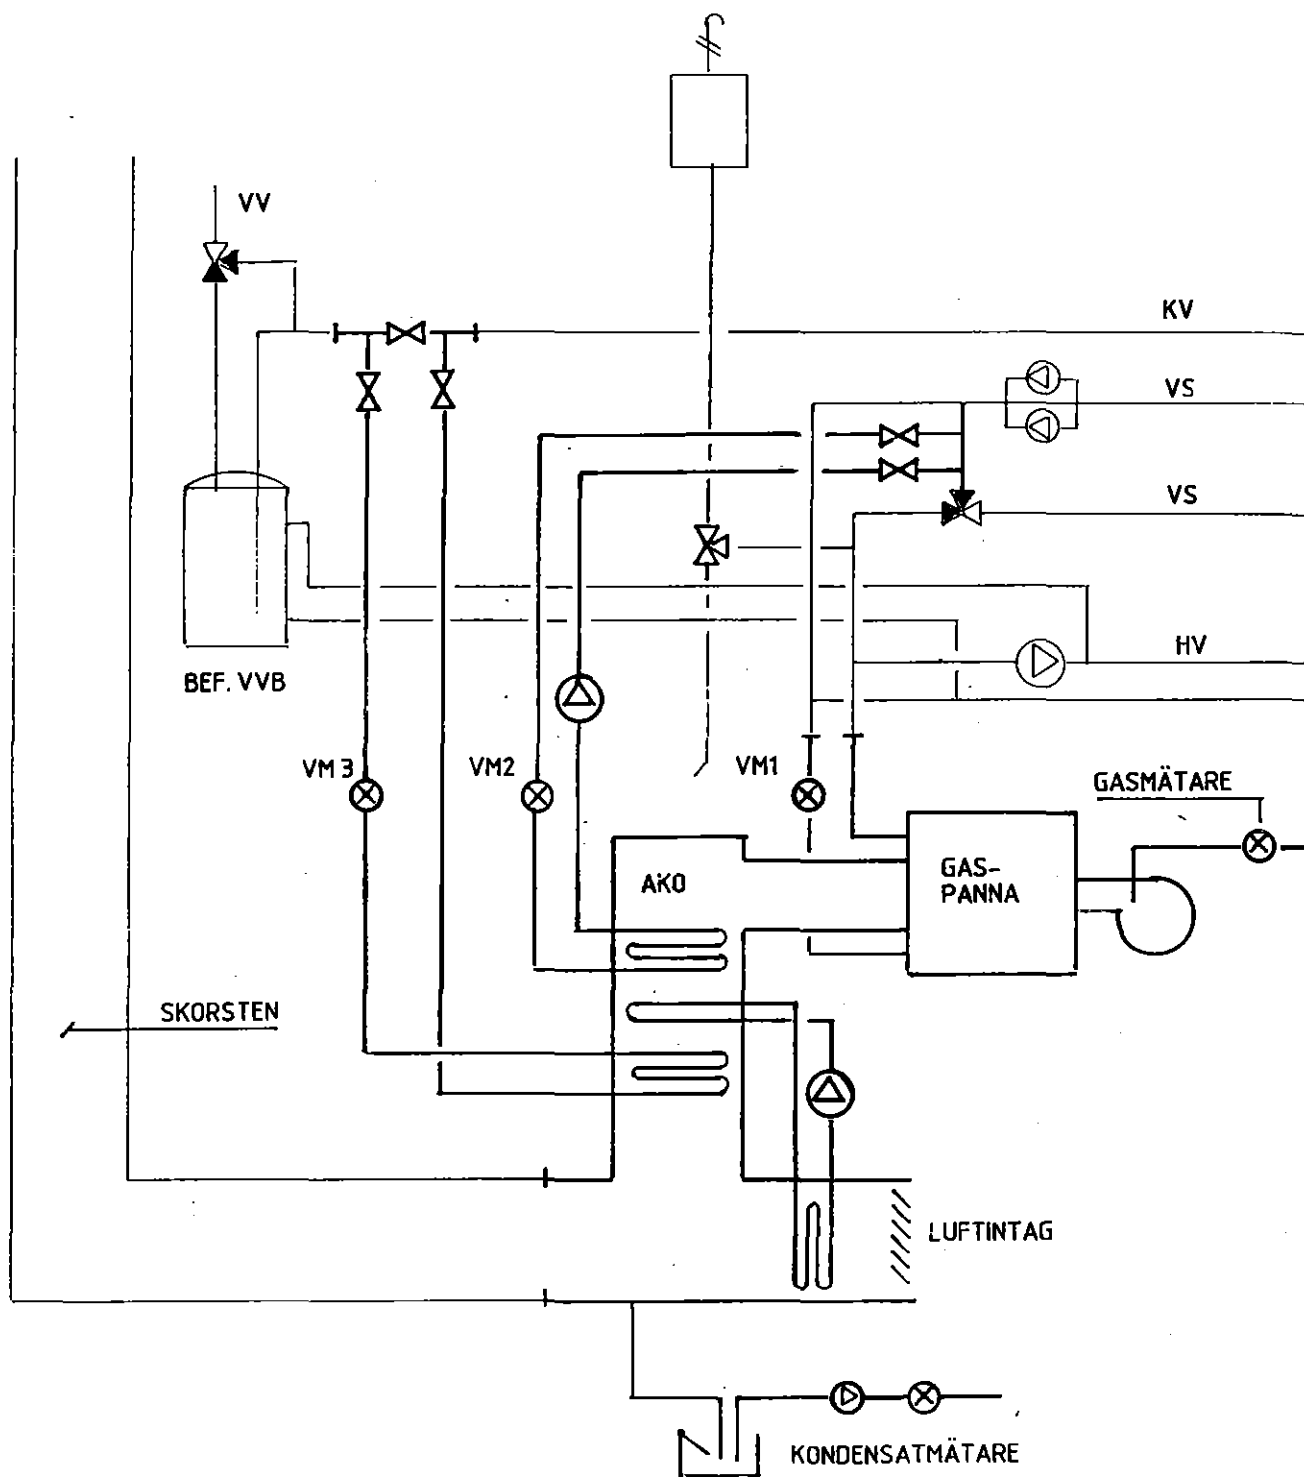 VV
KV
VS
VS
BEF. VVB
HV
VM 3
VM2
VM1
GASMÄTARE
AKO
GAS-
PANNA
SKORSTEN
LUFTINTAG
KONDENSATMÄTARE